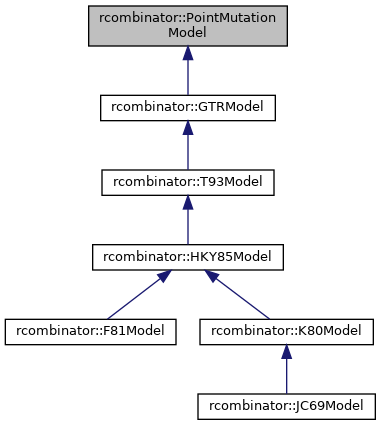 rcombinator::PointMutation
Model
rcombinator::GTRModel
rcombinator::T93Model
rcombinator::HKY85Model
rcombinator::F81Model
rcombinator::K80Model
rcombinator::JC69Model